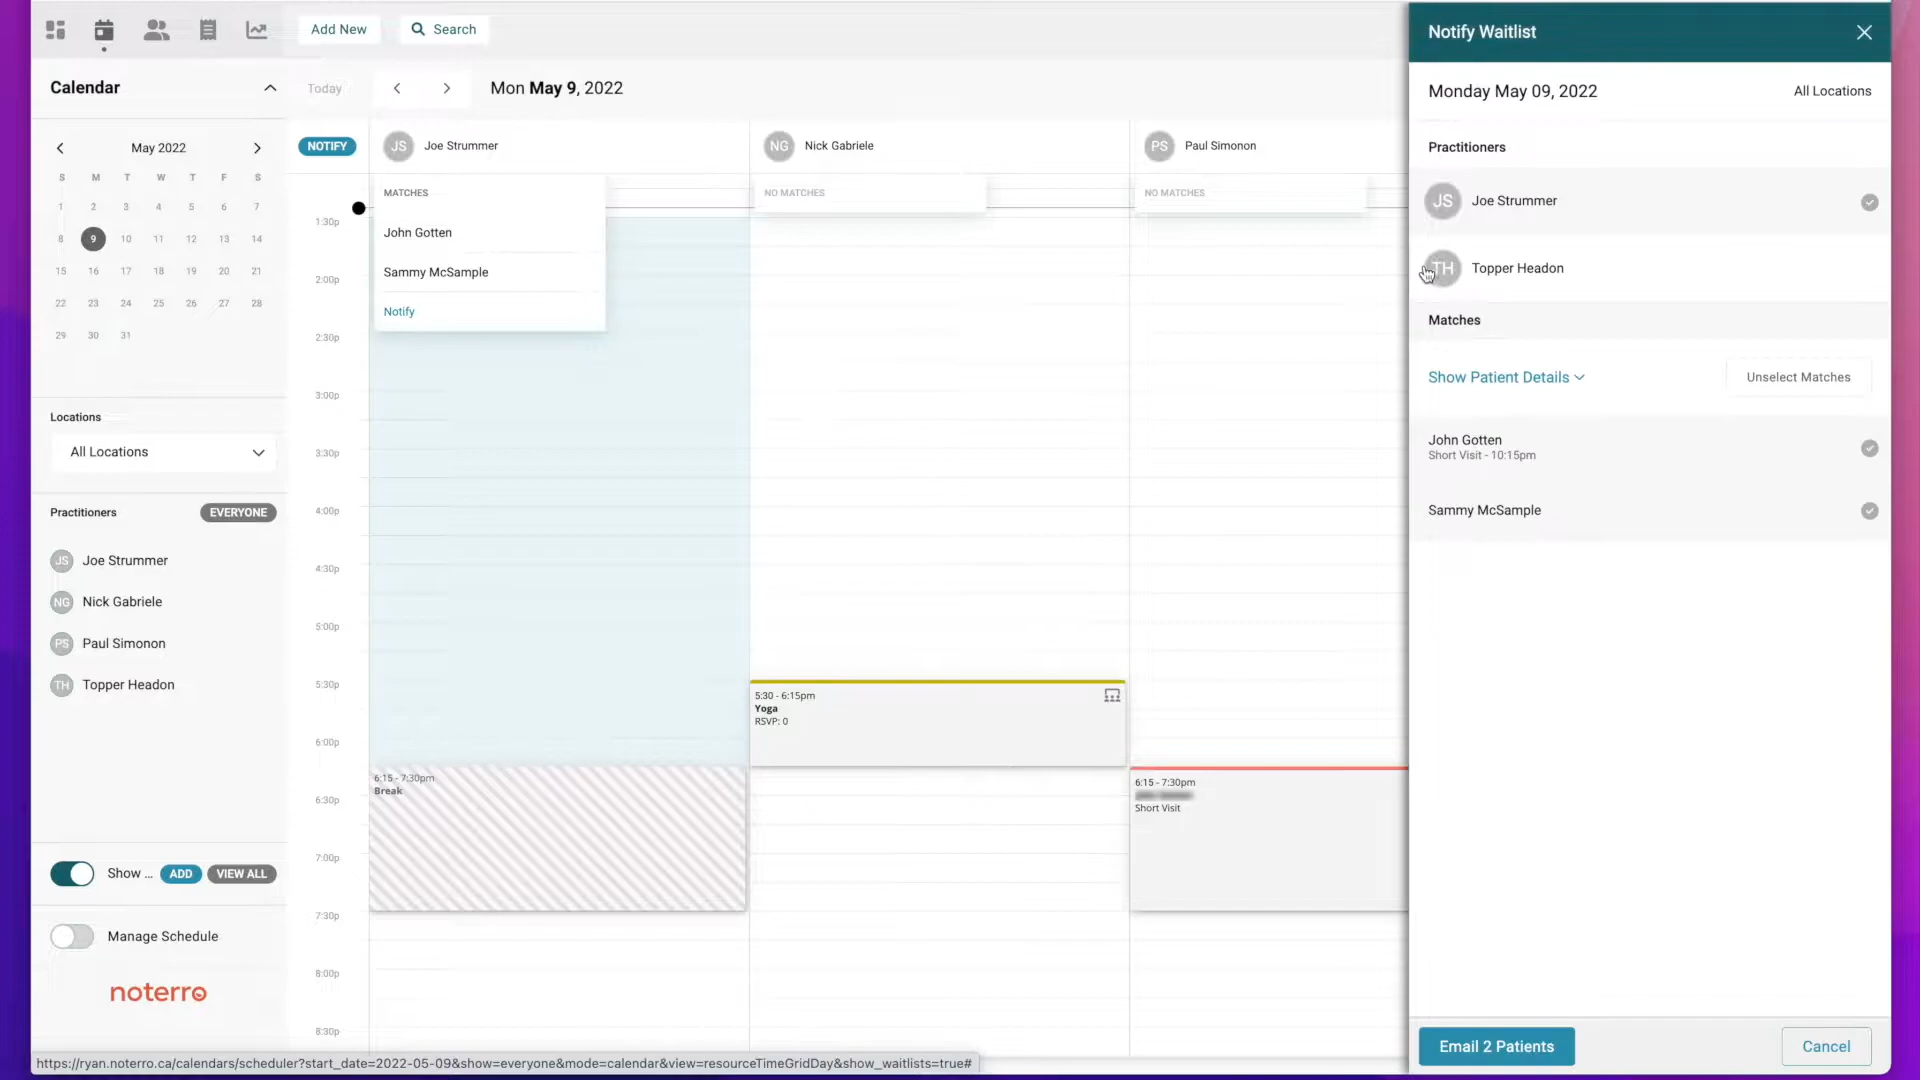 Add New
Search
Calendar
May 2022
S M T W T F S
1 2 3 4 5 6 7
8 9 10 11 12 13 14
15 16 17 18 19 20 21
22 23 24 25 26 27 28
29 30 31
Locations
All Locations
Practitioners
EVERYONE
JS Joe Strummer
NG Nick Gabriele
PS Paul Simonon
TH Topper Headon
Show ... ADD VIEW ALL
Manage Schedule
noterro
Today
Mon May 9, 2022
NOTIFY
JS Joe Strummer
NG Nick Gabriele
PS Paul Simonon
MATCHES
John Gotten
Sammy McSample
Notify
NO MATCHES
NO MATCHES
1:30p
2:00p
2:30p
3:00p
3:30p
4:00p
4:30p
5:00p
5:30p
6:00p
6:30p
7:00p
7:30p
8:00p
8:30p
6:15 - 7:30pm
Break
5:30 - 6:15pm
Yoga
RSVP: 0
6:15 - 7:30pm
Short Visit
Notify Waitlist
Monday May 09, 2022
All Locations
Practitioners
JS Joe Strummer
TH Topper Headon
Matches
Show Patient Details
Unselect Matches
John Gotten
Short Visit - 10:15pm
Sammy McSample
Email 2 Patients
Cancel
https://ryan.noterro.ca/calendars/scheduler?start_date=2022-05-09&show=everyone&mode=calendar&view=resourceTimeGridDay&show_waitlists=true#